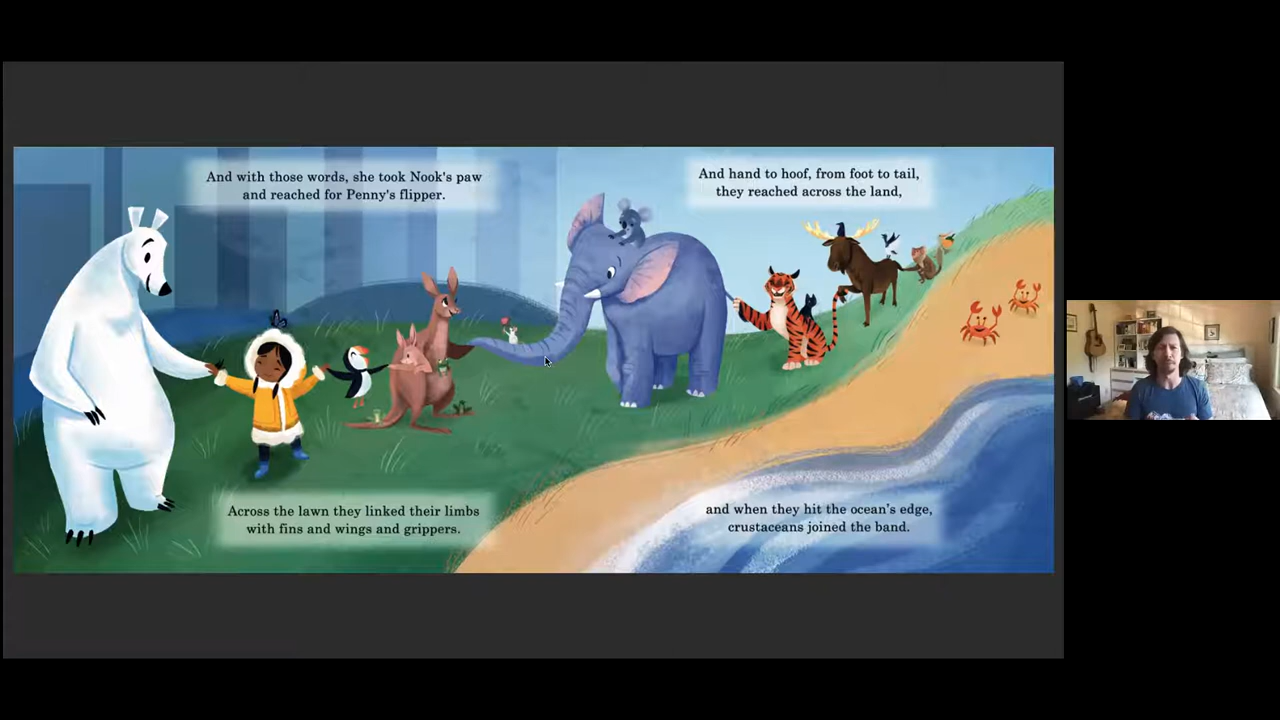 And with those words, she took Nook's paw
and reached for Penny's flipper.
Across the lawn they linked their limbs
with fins and wings and grippers.
And hand to hoof, from foot to tail,
they reached across the land,
and when they hit the ocean's edge,
crustaceans joined the band.